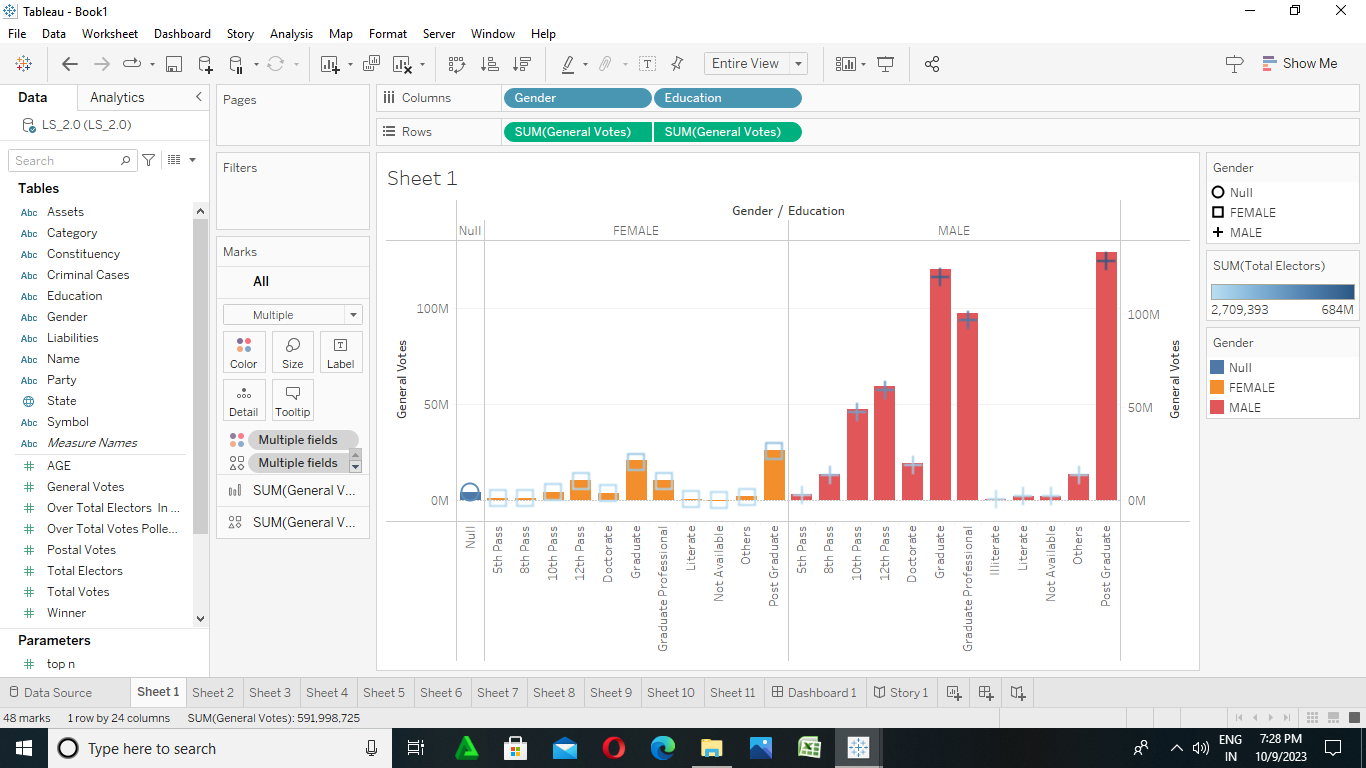 Tableau - Book1
File Data Worksheet Dashboard Story Analysis Map Format Server Window Help
Entire View
Show Me
Data
Analytics
LS_2.0 (LS_2.0)
Search
Tables
Abc Assets
Abc Category
Abc Constituency
Abc Criminal Cases
Abc Education
Abc Gender
Abc Liabilities
Abc Name
Abc Party
State
Abc Symbol
Abc Measure Names
AGE
General Votes
Over Total Electors In ...
Over Total Votes Polle...
Postal Votes
Total Electors
Total Votes
Winner
Parameters
top n
Pages
Filters
Marks
All
Multiple
Color Size Label
Detail Tooltip
Multiple fields
Multiple fields
SUM(General V...
SUM(General V...
Columns Gender Education
Rows SUM(General Votes) SUM(General Votes)
Sheet 1
Gender / Education
Null FEMALE MALE
General Votes
100M
50M
0M
100M
50M
0M
General Votes
Null
5th Pass
8th Pass
10th Pass
12th Pass
Doctorate
Graduate
Graduate Professional
Literate
Not Available
Others
Post Graduate
5th Pass
8th Pass
10th Pass
12th Pass
Doctorate
Graduate
Graduate Professional
Illiterate
Literate
Not Available
Others
Post Graduate
Gender
Null
FEMALE
MALE
SUM(Total Electors)
2,709,393 684M
Gender
Null
FEMALE
MALE
Data Source Sheet 1 Sheet 2 Sheet 3 Sheet 4 Sheet 5 Sheet 6 Sheet 7 Sheet 8 Sheet 9 Sheet 10 Sheet 11 Dashboard 1 Story 1
48 marks 1 row by 24 columns SUM(General Votes): 591,998,725
Type here to search
ENG
IN
7:28 PM
10/9/2023